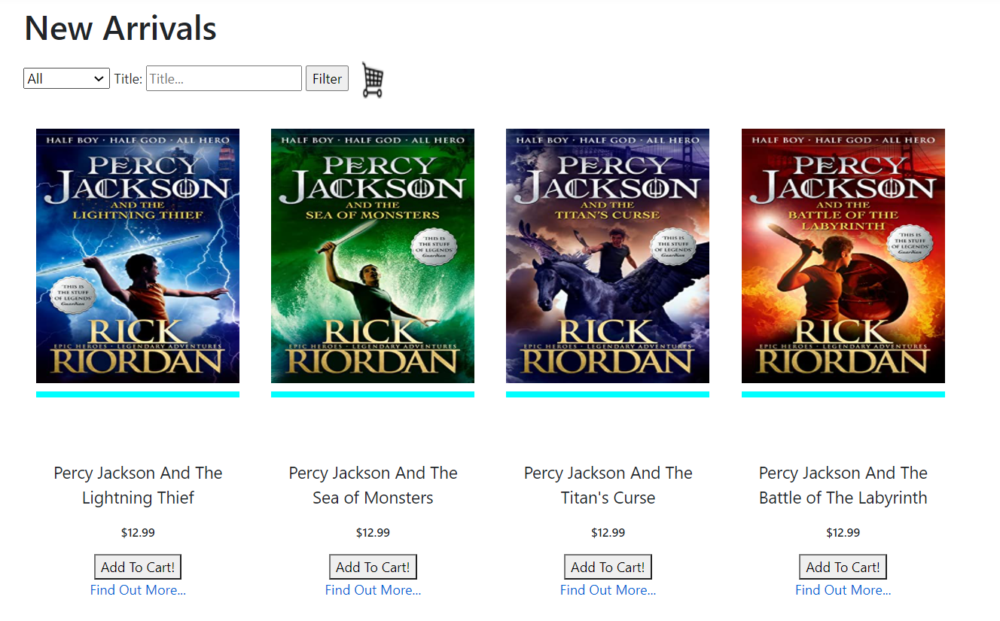 New Arrivals
All Title: Title... Filter
HALF BOY · HALF GOD · ALL HERO
PERCY
JACKSON
AND THE
LIGHTNING THIEF
THIS IS
THE STUFF
OF LEGENDS'
Guardian
RICK
EPIC HEROES · LEGENDARY ADVENTURES
RIORDAN
HALF BOY · HALF GOD · ALL HERO
PERCY
JACKSON
AND THE
SEA OF MONSTERS
'THIS IS
THE STUFF
OF LEGENDS'
Guardian
RICK
EPIC HEROES · LEGENDARY ADVENTURES
RIORDAN
HALF BOY · HALF GOD · ALL HERO
PERCY
JACKSON
AND THE
TITAN'S CURSE
'THIS IS
THE STUFF
OF LEGENDS'
Guardian
RICK
EPIC HEROES · LEGENDARY ADVENTURES
RIORDAN
HALF BOY · HALF GOD · ALL HERO
PERCY
JACKSON
AND THE
BATTLE OF THE
LABYRINTH
'THIS IS
THE STUFF
OF LEGENDS'
Guardian
RICK
EPIC HEROES · LEGENDARY ADVENTURES
RIORDAN
Percy Jackson And The
Lightning Thief
$12.99
Add To Cart!
Find Out More...
Percy Jackson And The
Sea of Monsters
$12.99
Add To Cart!
Find Out More...
Percy Jackson And The
Titan's Curse
$12.99
Add To Cart!
Find Out More...
Percy Jackson And The
Battle of The Labyrinth
$12.99
Add To Cart!
Find Out More...